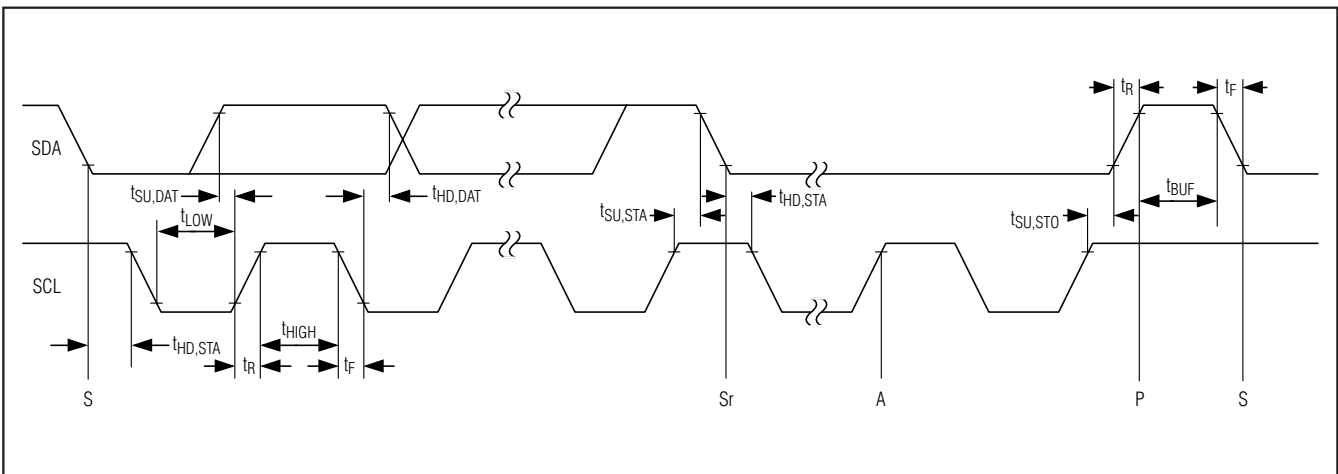 tR
tF
SDA
tSU,DAT
tHD,DAT
tLOW
tSU,STA
tHD,STA
tBUF
tSU,STO
SCL
tHD,STA
tR
tHIGH
tF
S
Sr
A
P
S